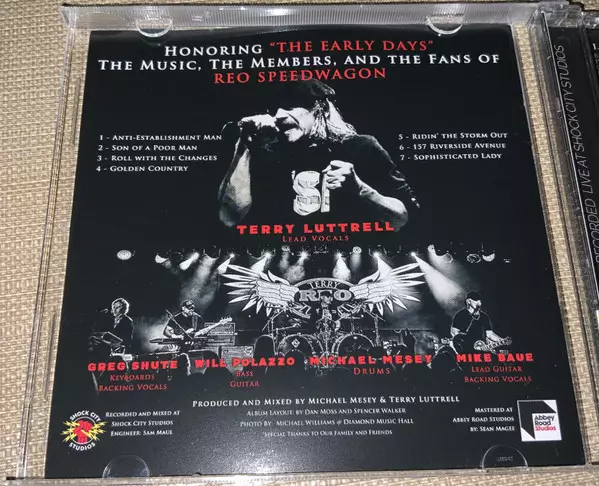 HONORING "THE EARLY DAYS"
THE MUSIC, THE MEMBERS, AND THE FANS OF
REO SPEEDWAGON
1 - ANTI-ESTABLISHMENT MAN
2 - SON OF A POOR MAN
3 - ROLL WITH THE CHANGES
4 - GOLDEN COUNTRY
5 - RIDIN' THE STORM OUT
6 - 157 RIVERSIDE AVENUE
7 - SOPHISTICATED LADY
TERRY LUTTRELL
LEAD VOCALS
TERRY
REO
GREG SHUTE
KEYBOARDS
BACKING VOCALS
WILL POLAZZO
BASS
GUITAR
MICHAEL MESEY
DRUMS
MIKE BAUE
LEAD GUITAR
BACKING VOCALS
PRODUCED AND MIXED BY MICHAEL MESEY & TERRY LUTTRELL
ALBUM LAYOUT: BY DAN MOSS AND SPENCER WALKER
PHOTO BY: MICHAEL WILLIAMS @ DIAMOND MUSIC HALL
*SPECIAL THANKS TO OUR FAMILY AND FRIENDS
SHOCK CITY
STUDIOS
RECORDED AND MIXED AT
SHOCK CITY STUDIOS
ENGINEER: SAM MAUL
MASTERED AT
ABBEY ROAD STUDIOS
BY: SEAN MAGEE
Abbey
Road
Studios
RECORDED LIVE AT SHOCK CITY STUDIOS